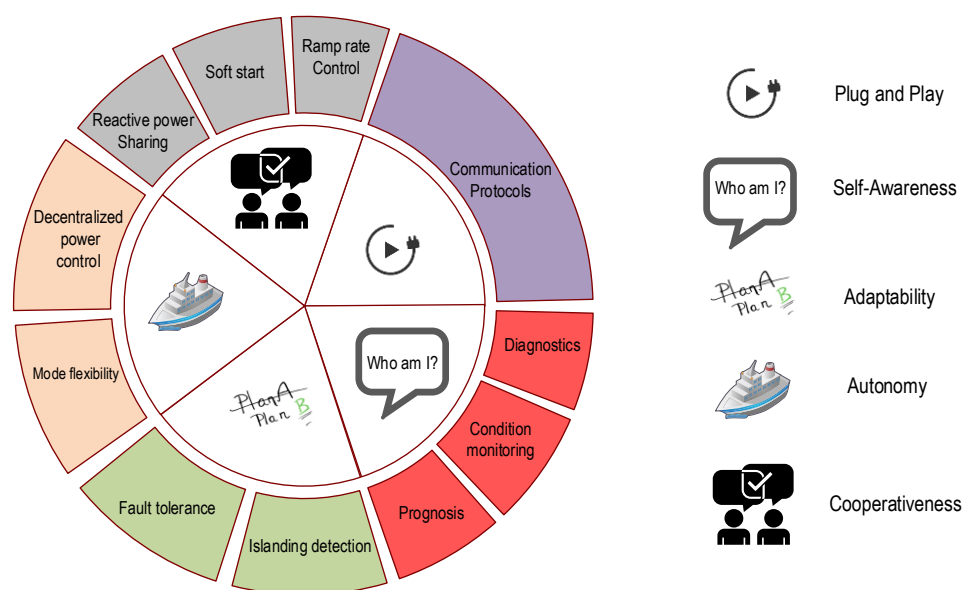 Ramp rate
Control
Soft start
Reactive power
Sharing
Communication
Protocols
Decentralized
power
control
Mode flexibility
Fault tolerance
Islanding detection
Prognosis
Condition
monitoring
Diagnostics
Who am I?
Plan A
Plan B
Plug and Play
Who am I?
Self-Awareness
Plan A
Plan B
Adaptability
Autonomy
Cooperativeness